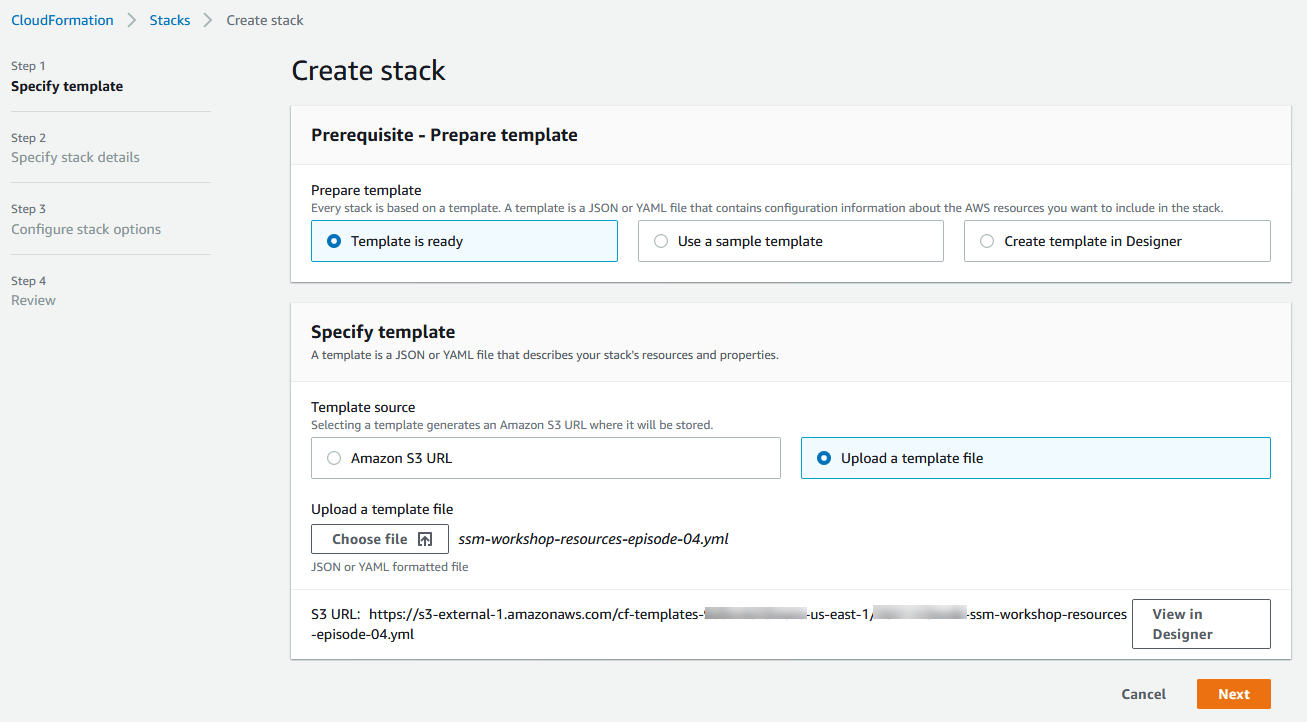 CloudFormation > Stacks > Create stack
Step 1
Specify template
Step 2
Specify stack details
Step 3
Configure stack options
Step 4
Review
Create stack
Prerequisite - Prepare template
Prepare template
Every stack is based on a template. A template is a JSON or YAML file that contains configuration information about the AWS resources you want to include in the stack.
Template is ready
Use a sample template
Create template in Designer
Specify template
A template is a JSON or YAML file that describes your stack's resources and properties.
Template source
Selecting a template generates an Amazon S3 URL where it will be stored.
Amazon S3 URL
Upload a template file
Upload a template file
Choose file ssm-workshop-resources-episode-04.yml
JSON or YAML formatted file
S3 URL: https://s3-external-1.amazonaws.com/cf-templates- -us-east-1/ -ssm-workshop-resources
-episode-04.yml
View in
Designer
Cancel
Next